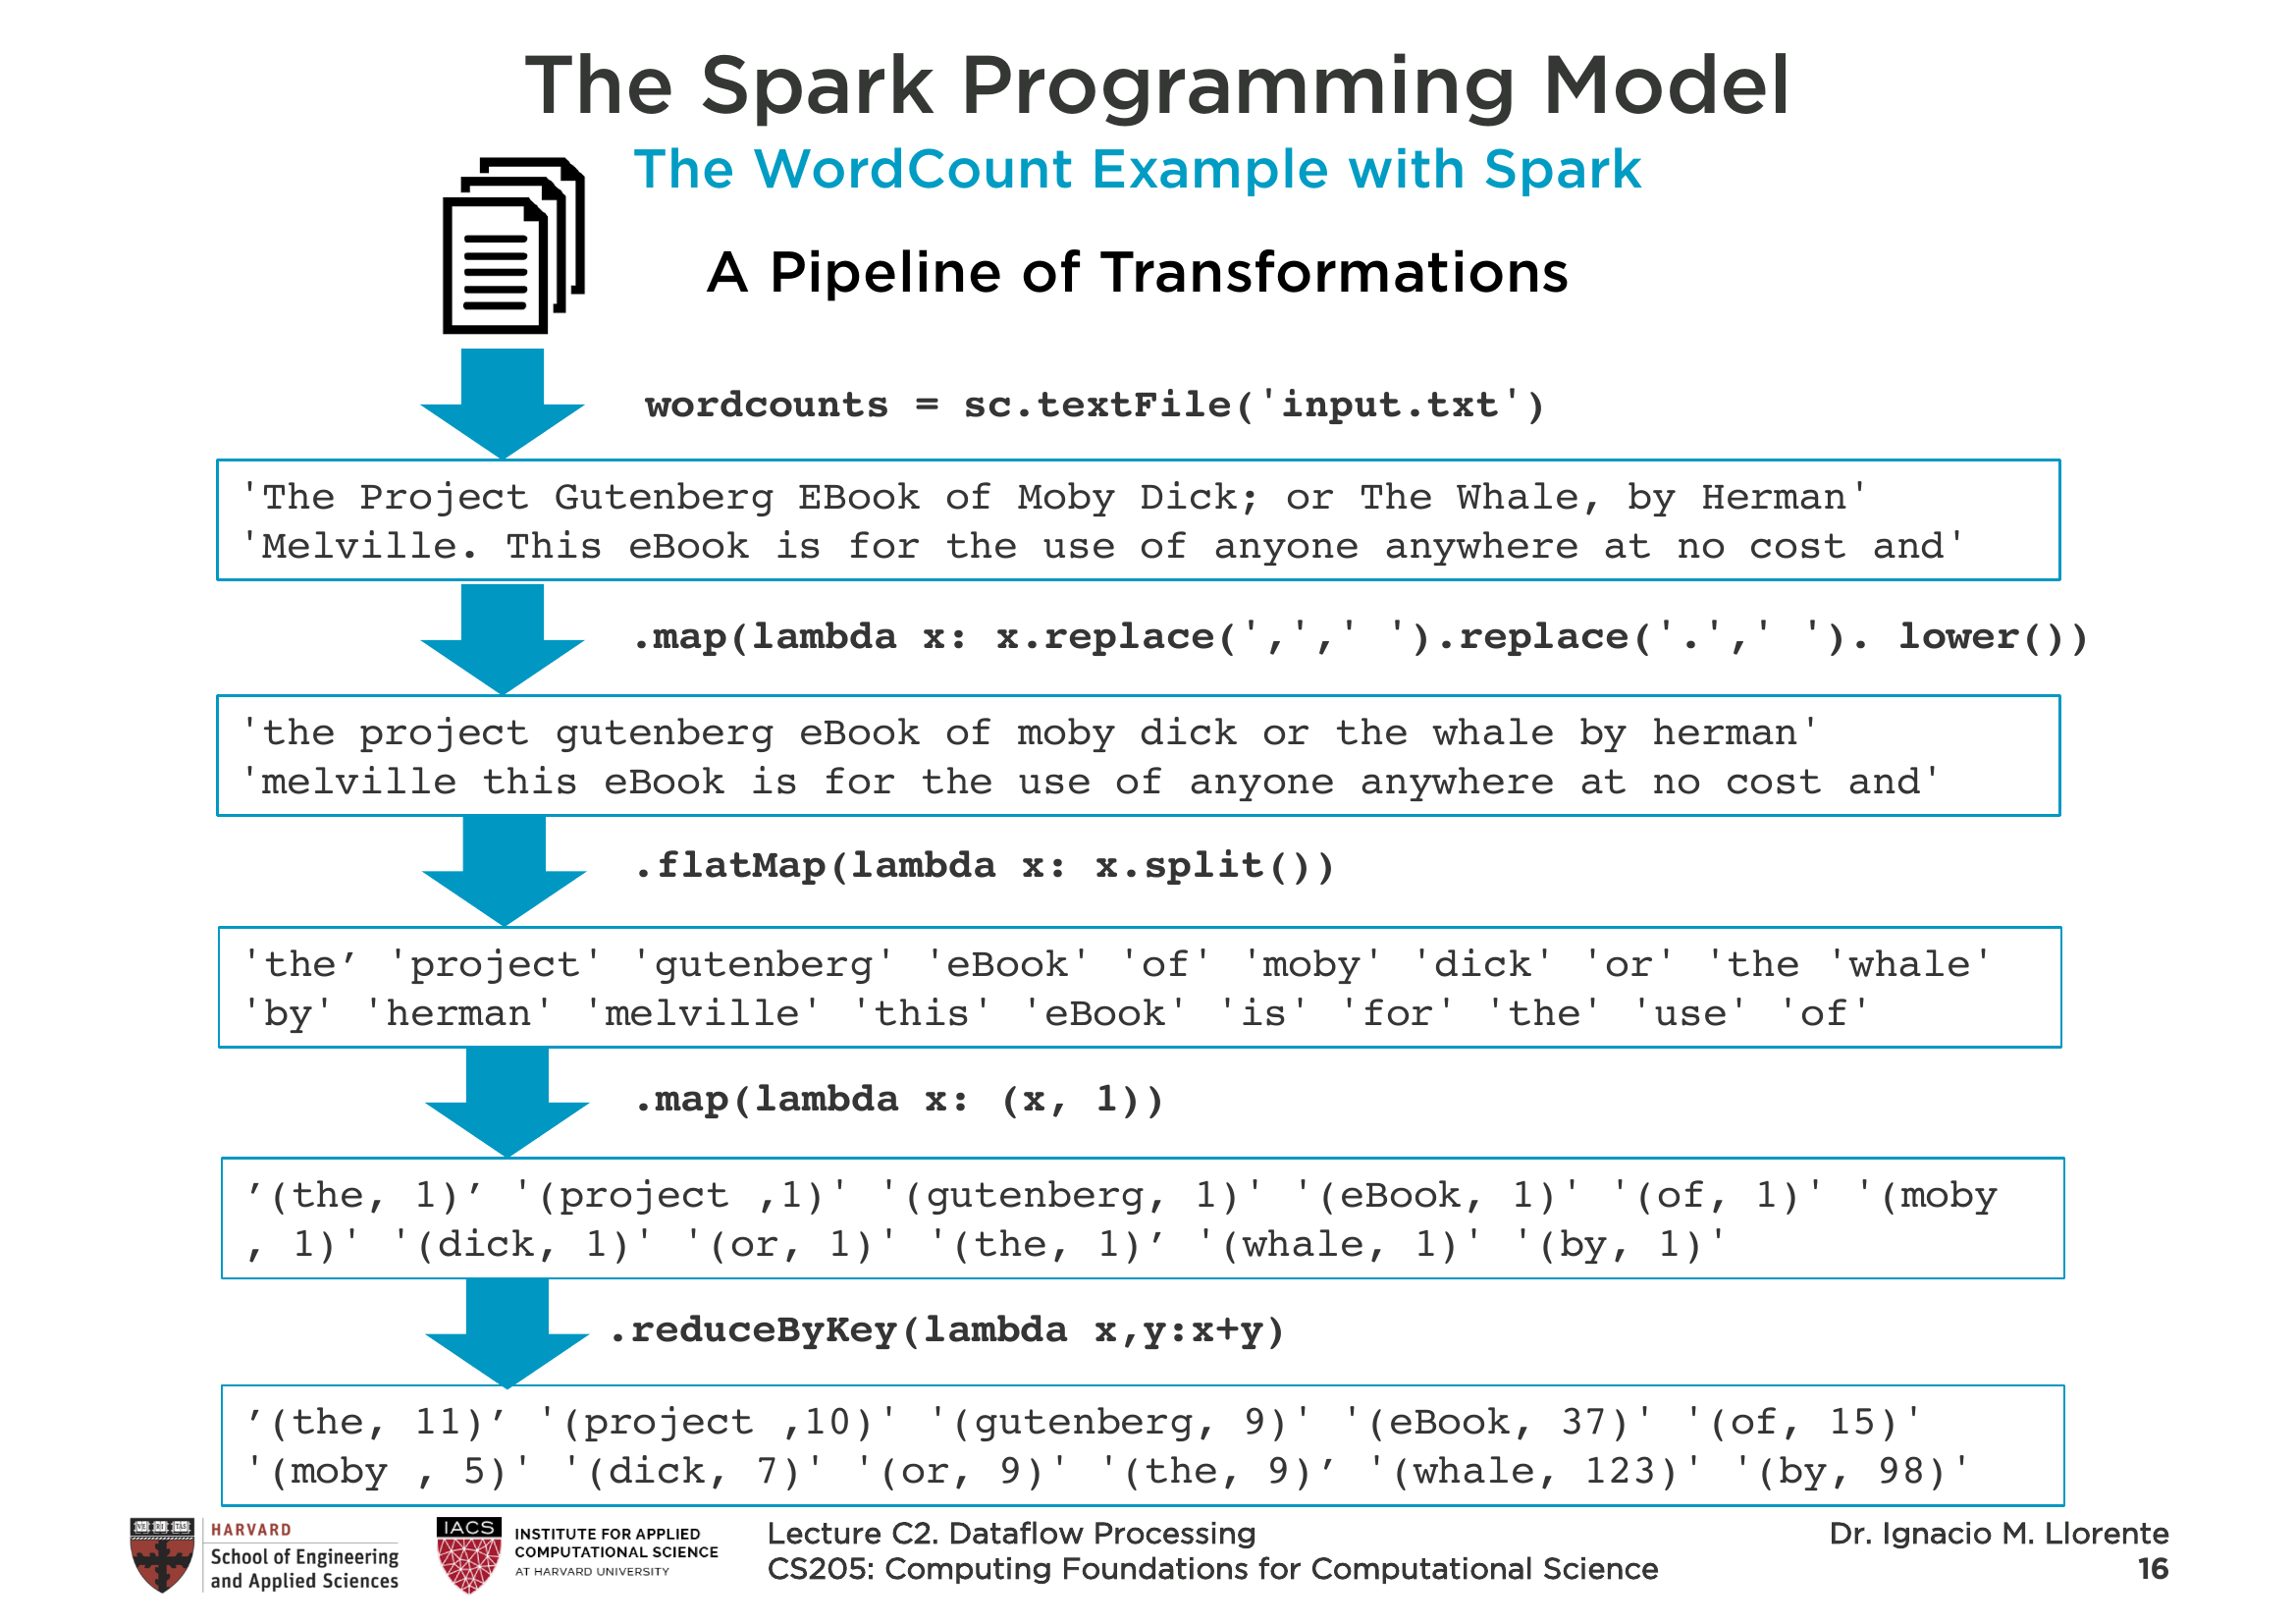 The Spark Programming Model
The WordCount Example with Spark
A Pipeline of Transformations
wordcounts = sc.textFile('input.txt')
'The Project Gutenberg EBook of Moby Dick; or The Whale, by Herman'
'Melville. This eBook is for the use of anyone anywhere at no cost and'
.map(lambda x: x.replace(',',' ').replace('.',' '). lower())
'the project gutenberg eBook of moby dick or the whale by herman'
'melville this eBook is for the use of anyone anywhere at no cost and'
.flatMap(lambda x: x.split())
'the’ 'project' 'gutenberg' 'eBook' 'of' 'moby' 'dick' 'or' 'the 'whale'
'by' 'herman' 'melville' 'this' 'eBook' 'is' 'for' 'the' 'use' 'of'
.map(lambda x: (x, 1))
’(the, 1)’ '(project ,1)' '(gutenberg, 1)' '(eBook, 1)' '(of, 1)' '(moby
, 1)' '(dick, 1)' '(or, 1)' '(the, 1)’ '(whale, 1)' '(by, 1)'
.reduceByKey(lambda x,y:x+y)
’(the, 11)’ '(project ,10)' '(gutenberg, 9)' '(eBook, 37)' '(of, 15)'
'(moby , 5)' '(dick, 7)' '(or, 9)' '(the, 9)’ '(whale, 123)' '(by, 98)'
VE RI TAS
HARVARD
School of Engineering
and Applied Sciences
IACS
INSTITUTE FOR APPLIED
COMPUTATIONAL SCIENCE
AT HARVARD UNIVERSITY
Lecture C2. Dataflow Processing
CS205: Computing Foundations for Computational Science
Dr. Ignacio M. Llorente
16